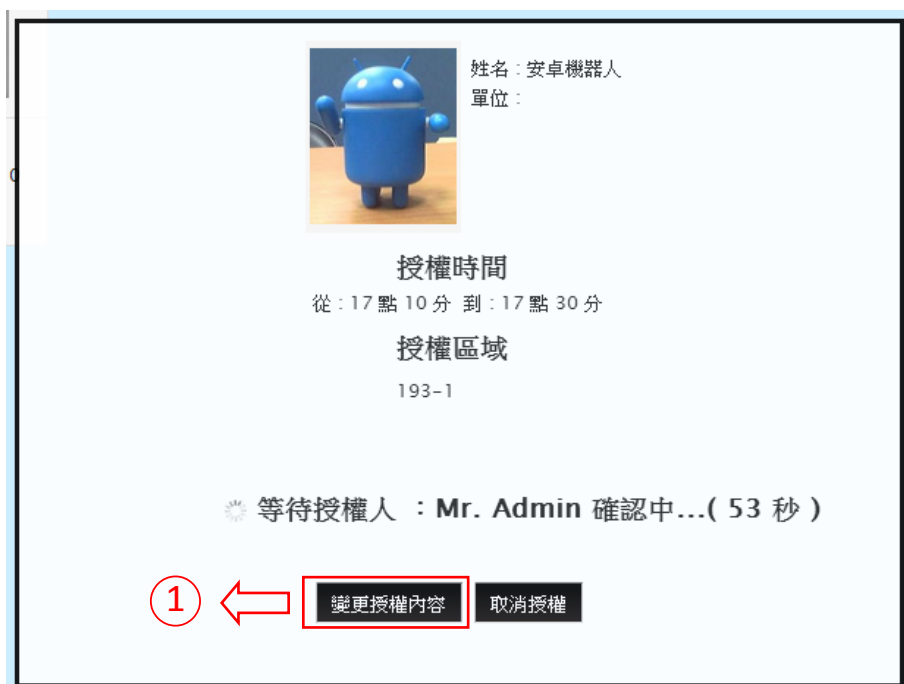 姓名：安卓機器人
單位：
授權時間
從：17 點 10 分 到：17 點 30 分
授權區域
193-1
等待授權人 ：Mr. Admin 確認中...( 53 秒 )
1
變更授權內容
取消授權